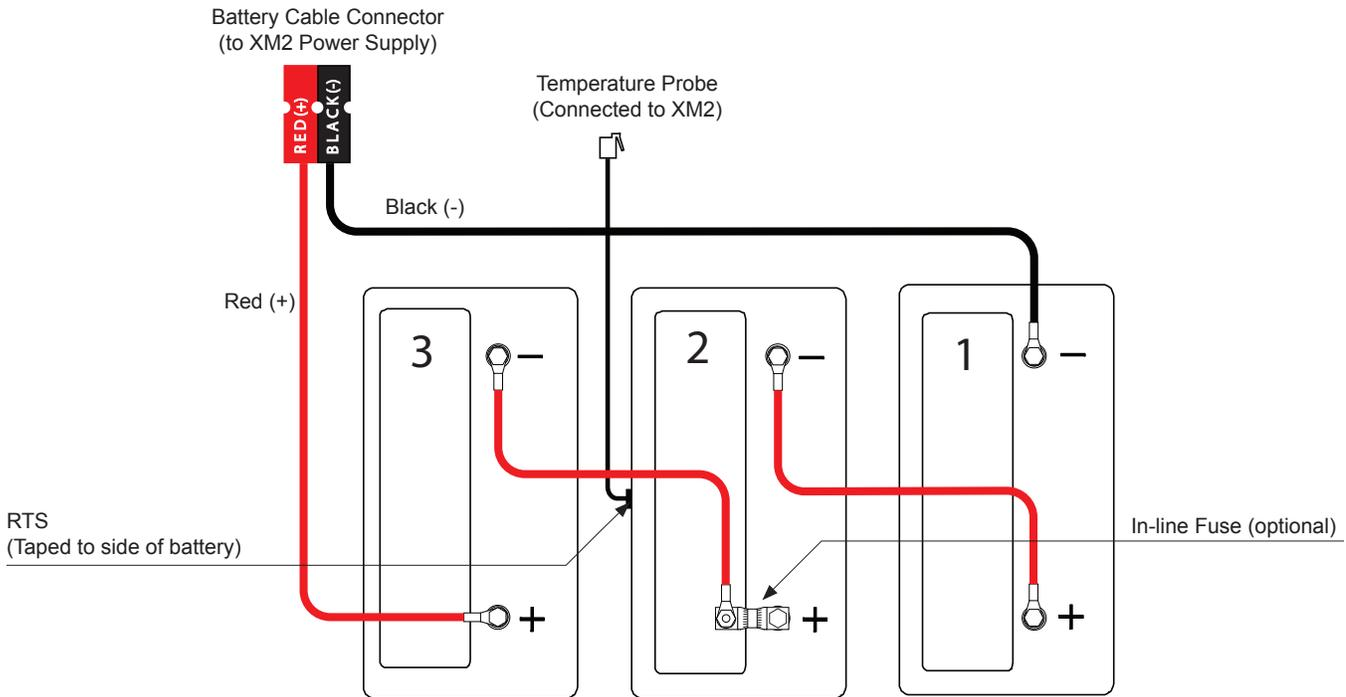 Battery Cable Connector
(to XM2 Power Supply)
RED(+)
BLACK(-)
Temperature Probe
(Connected to XM2)
Black (-)
Red (+)
3
−
2
−
1
−
RTS
(Taped to side of battery)
In-line Fuse (optional)
+
+
+